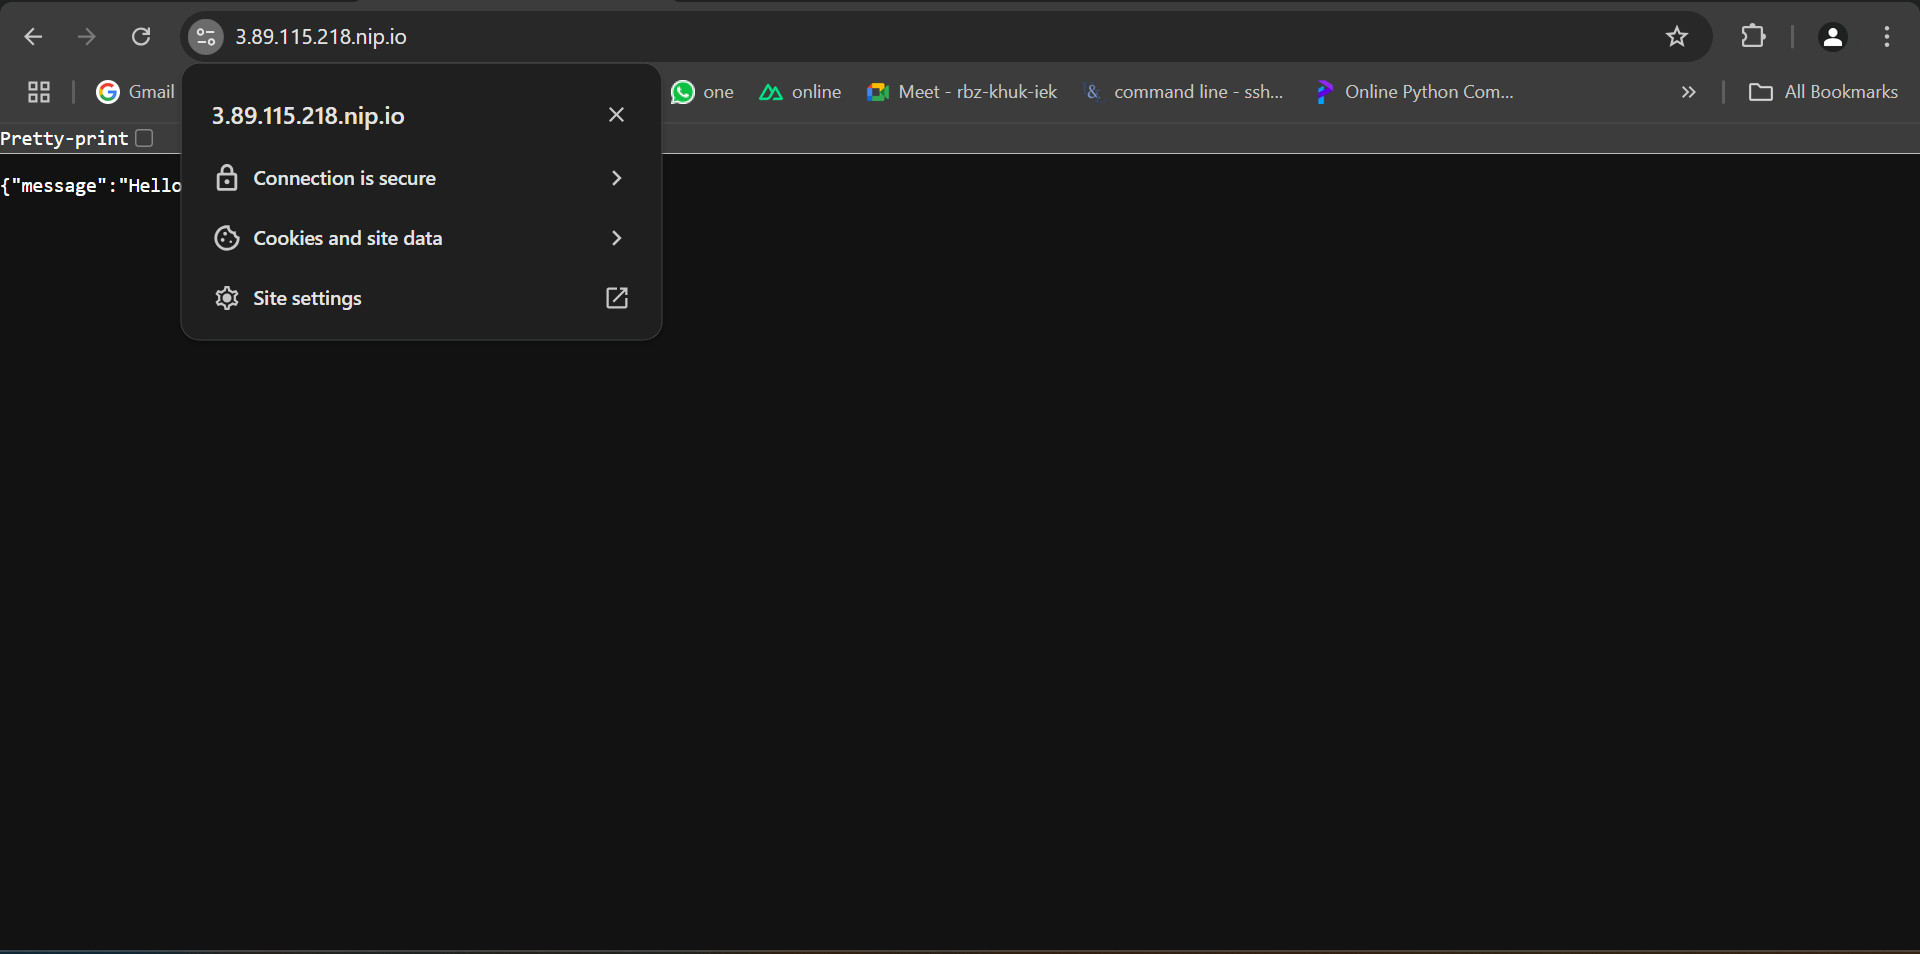 3.89.115.218.nip.io
Gmail
one
online
Meet - rbz-khuk-iek
&
command line - ssh...
Online Python Com...
All Bookmarks
3.89.115.218.nip.io
Connection is secure
Cookies and site data
Site settings
Pretty-print
{"message":"Hello